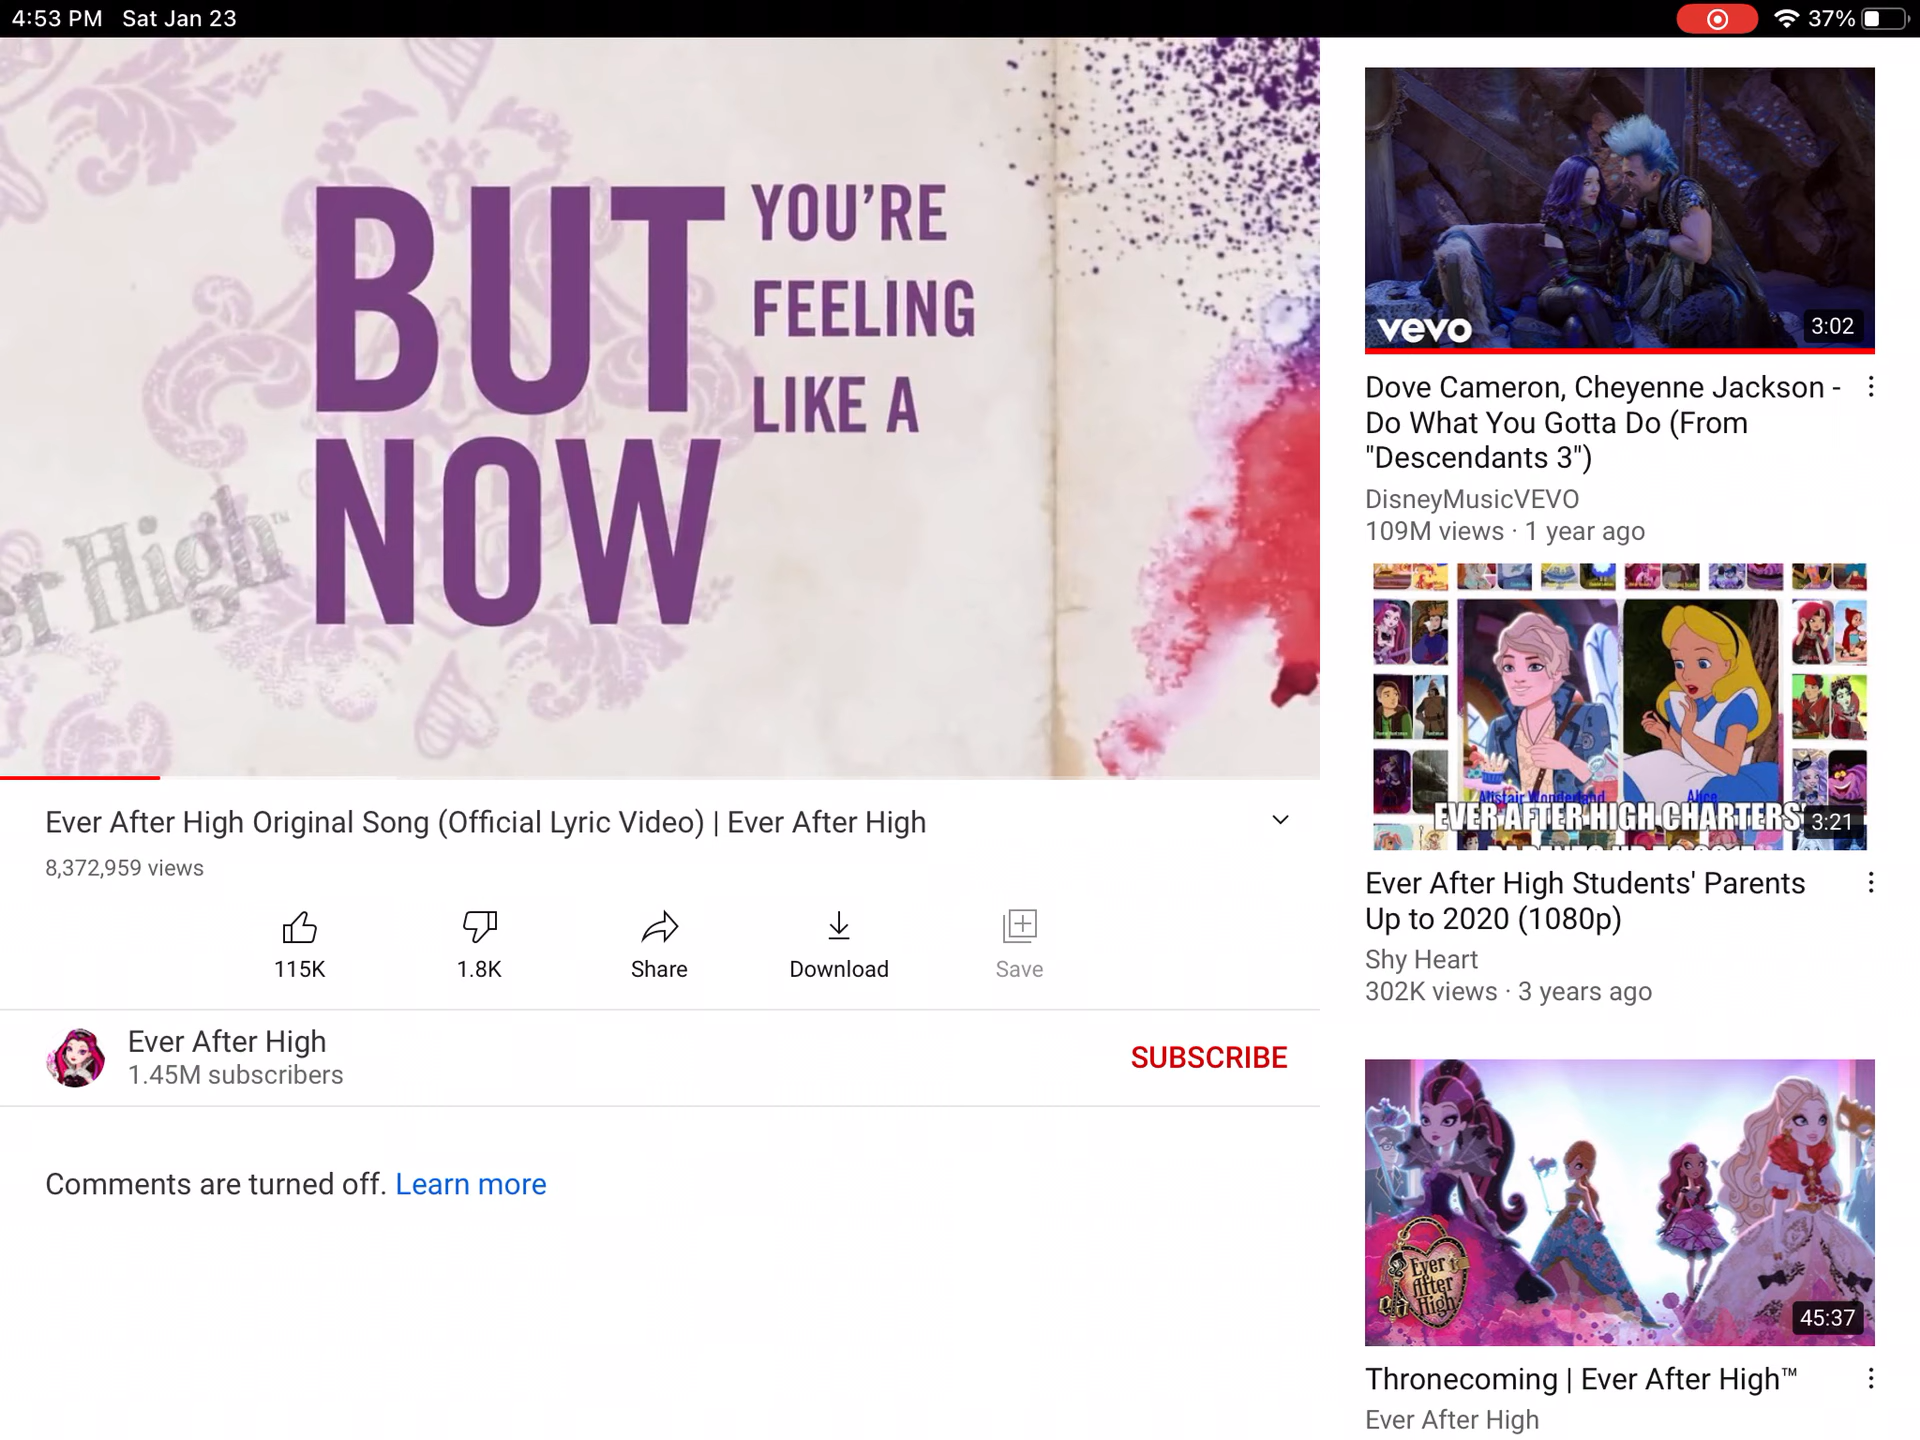 4:53 PM Sat Jan 23
37%
BUT
NOW
YOU'RE
FEELING
LIKE A
er High™
Ever After High Original Song (Official Lyric Video) | Ever After High
8,372,959 views
115K
1.8K
Share
Download
Save
Ever After High
1.45M subscribers
SUBSCRIBE
Comments are turned off. Learn more
vevo
3:02
Dove Cameron, Cheyenne Jackson -
Do What You Gotta Do (From
"Descendants 3")
DisneyMusicVEVO
109M views · 1 year ago
Alistair Wonderland
Alice
EVER AFTER HIGH CHARTERS'
3:21
Ever After High Students' Parents
Up to 2020 (1080p)
Shy Heart
302K views · 3 years ago
Ever
After
High
45:37
Thronecoming | Ever After High™
Ever After High